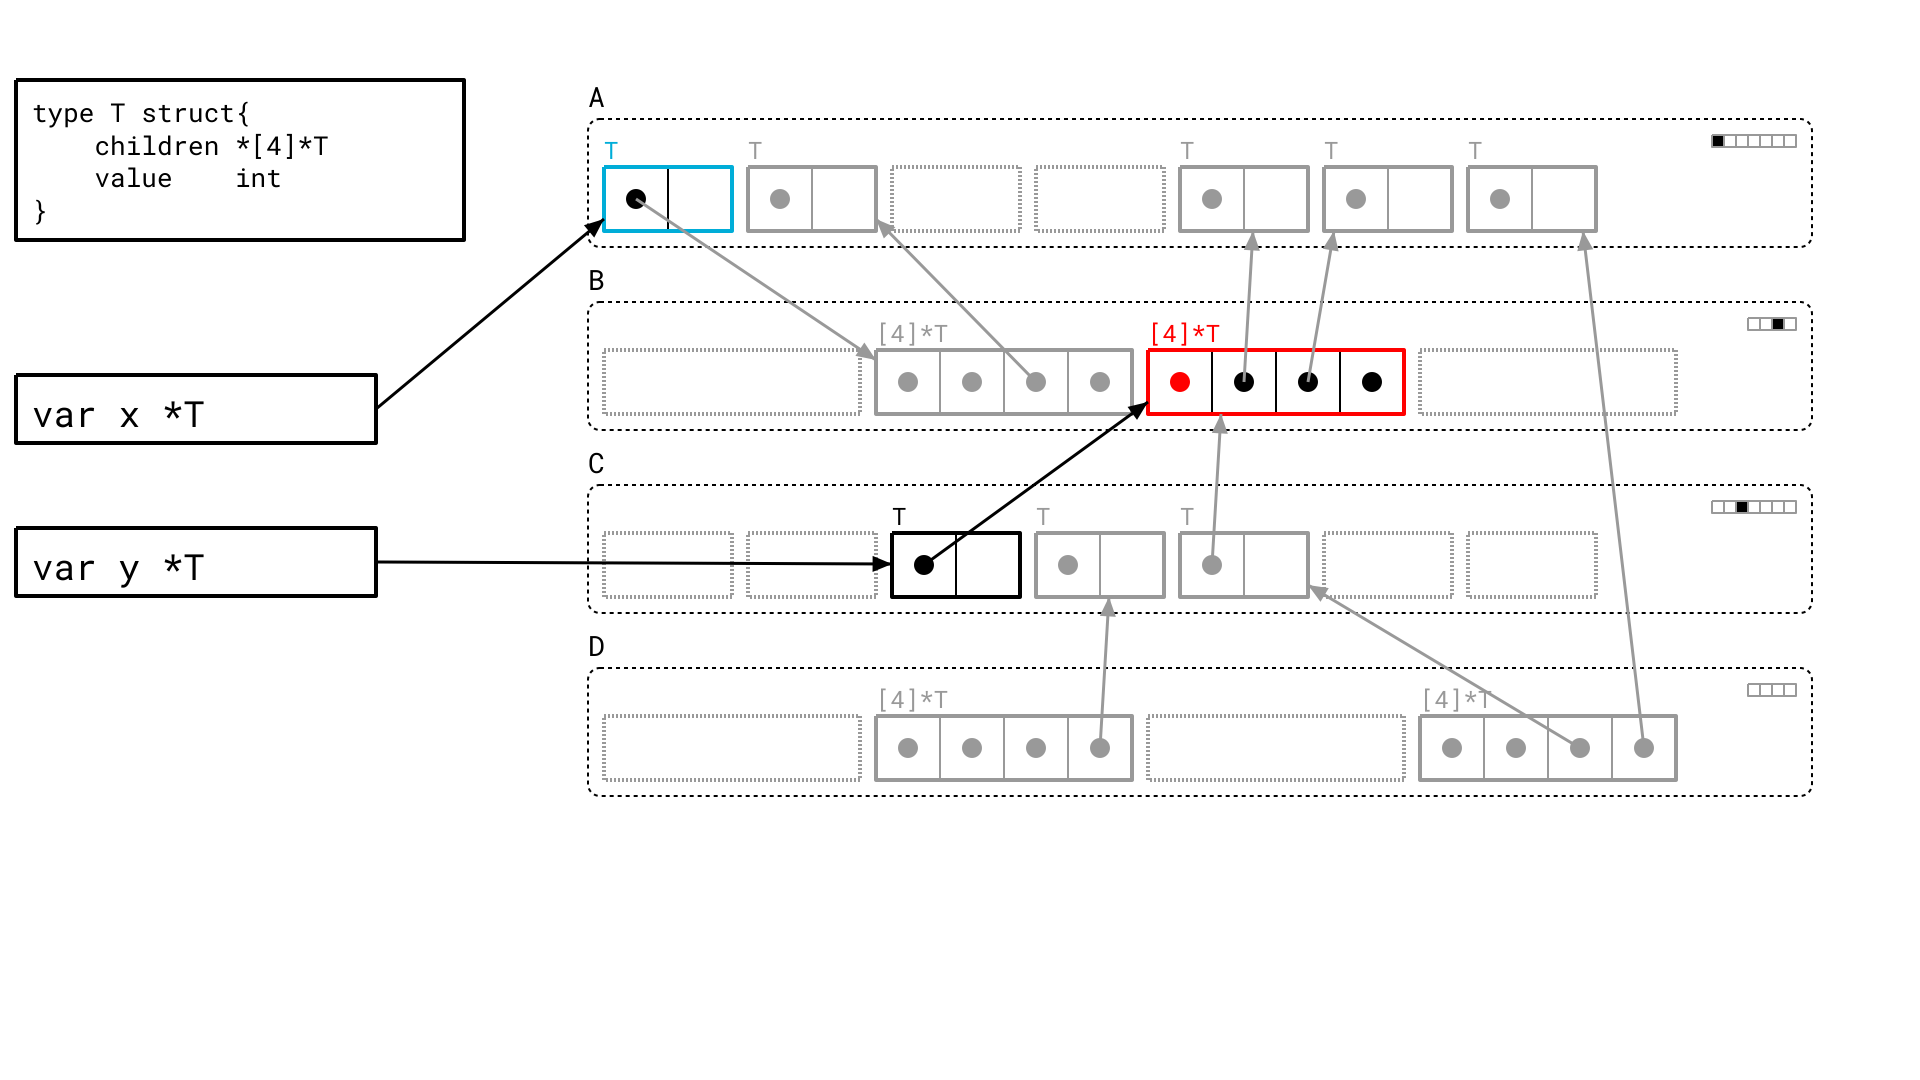 type T struct{
    children *[4]*T
    value    int
}
var x *T
var y *T
A
T T T T T
B
[4]*T [4]*T
C
T T T
D
[4]*T [4]*T